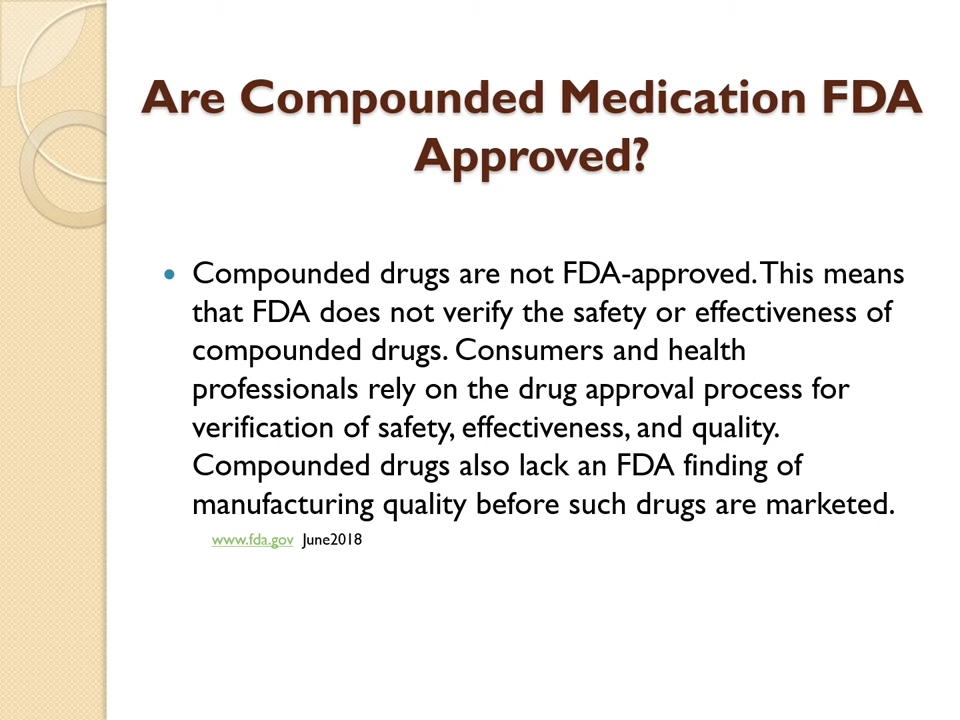 Are Compounded Medication FDA
Approved?
• Compounded drugs are not FDA-approved. This means
that FDA does not verify the safety or effectiveness of
compounded drugs. Consumers and health
professionals rely on the drug approval process for
verification of safety, effectiveness, and quality.
Compounded drugs also lack an FDA finding of
manufacturing quality before such drugs are marketed.
www.fda.gov June2018